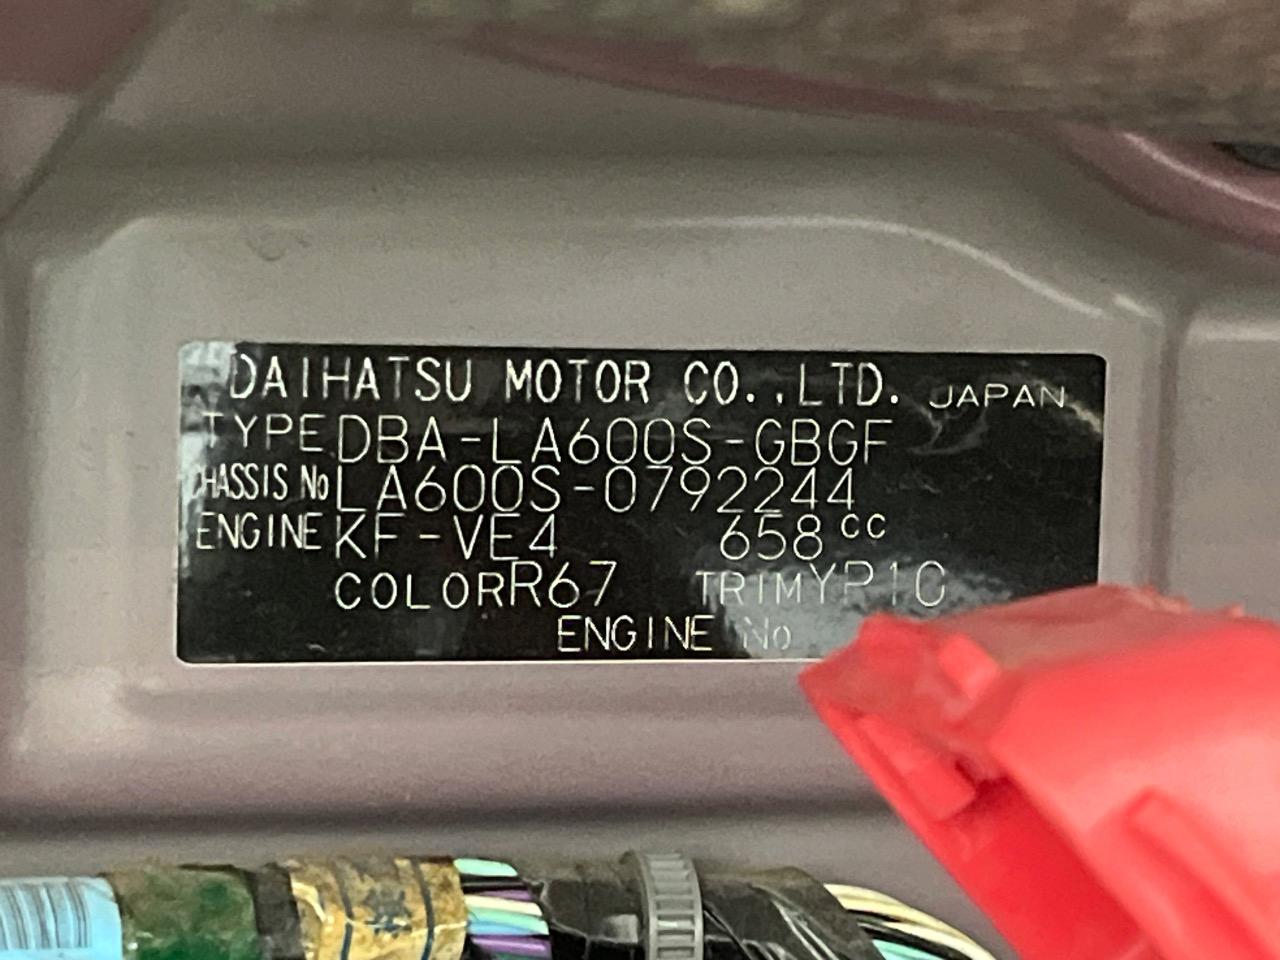 DAIHATSU MOTOR CO.,LTD. JAPAN
TYPE DBA-LA600S-GBGF
CHASSIS No LA600S-0792244
ENGINE KF-VE4 658cc
COLOR R67 TRIM YP10
ENGINE No